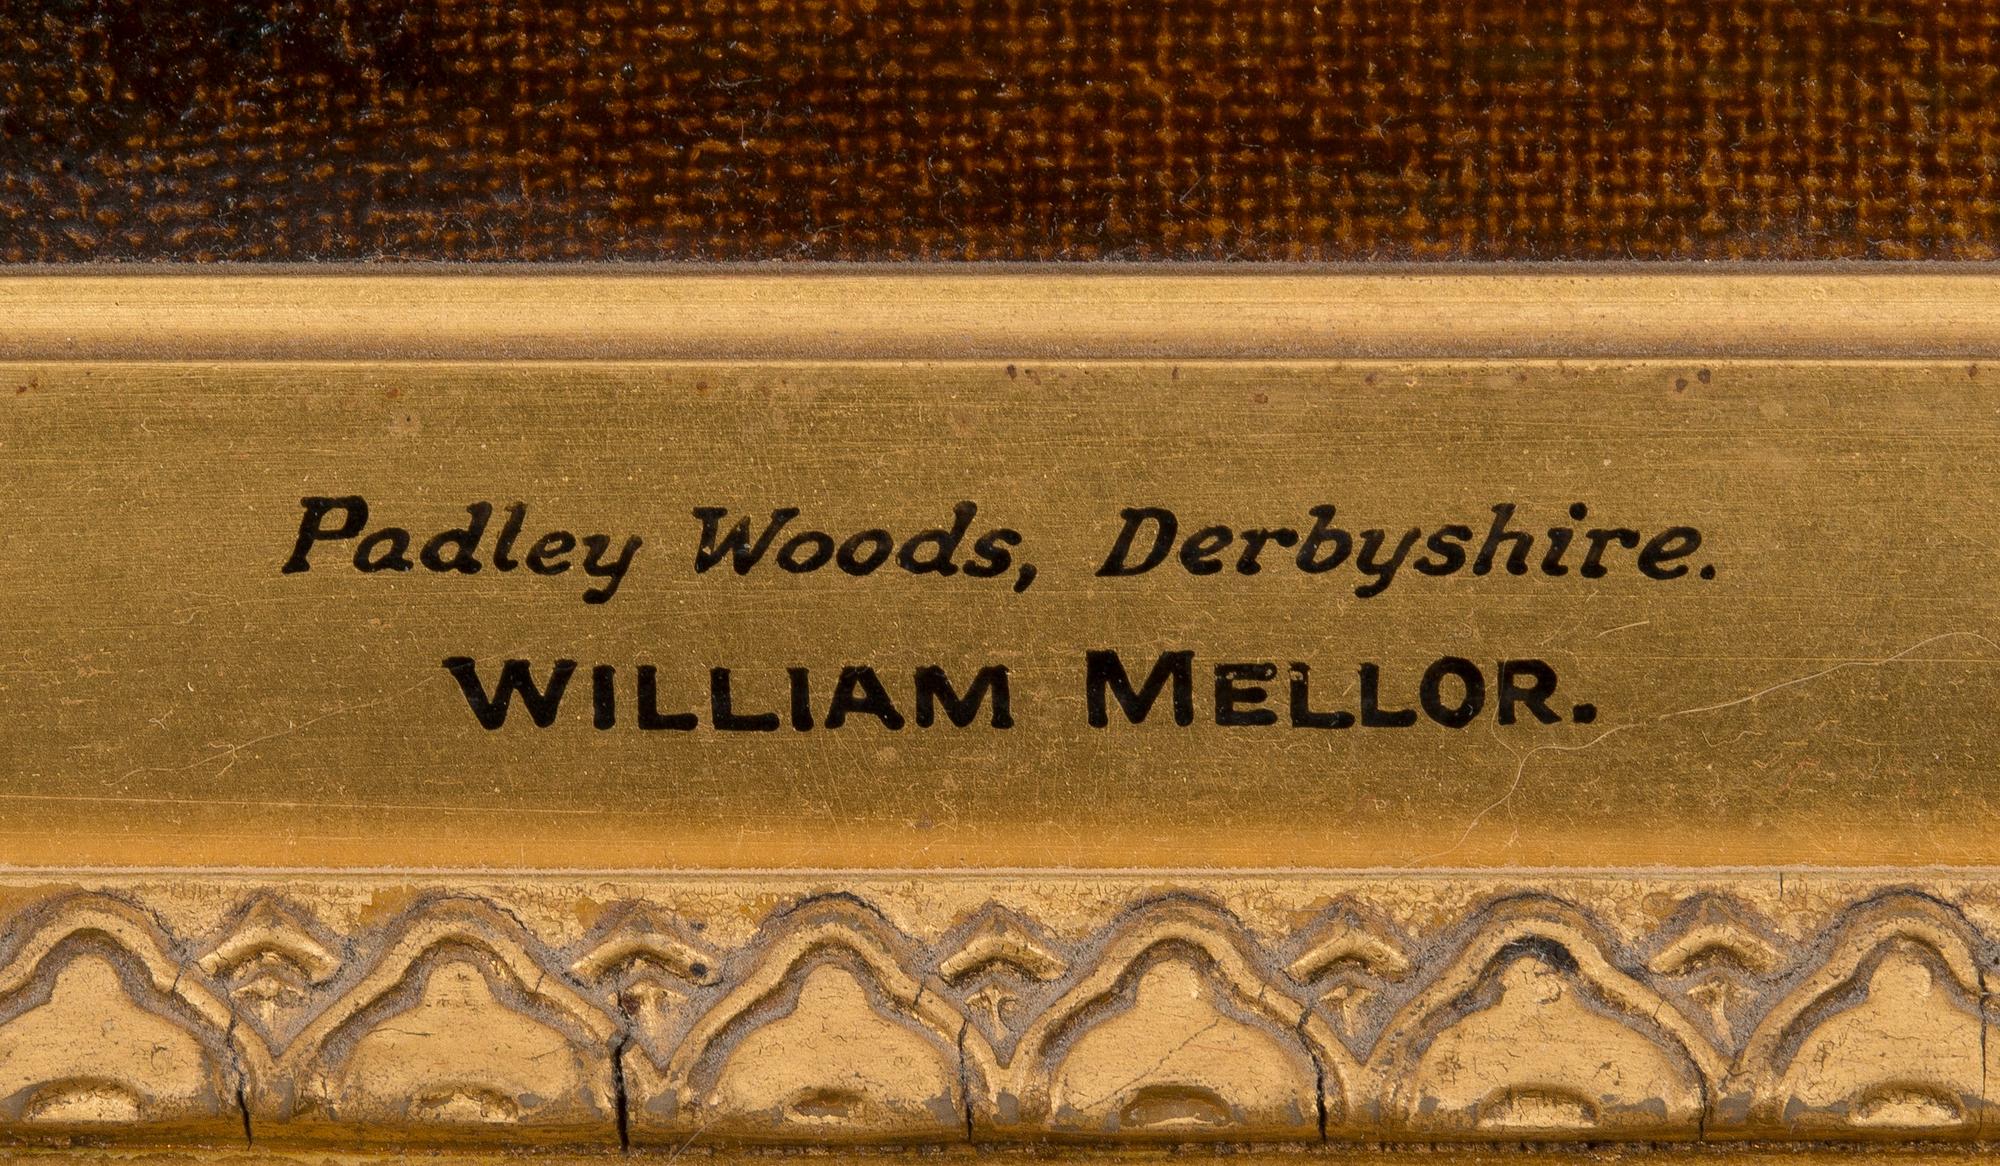 Padley Woods, Derbyshire.
WILLIAM MELLOR.